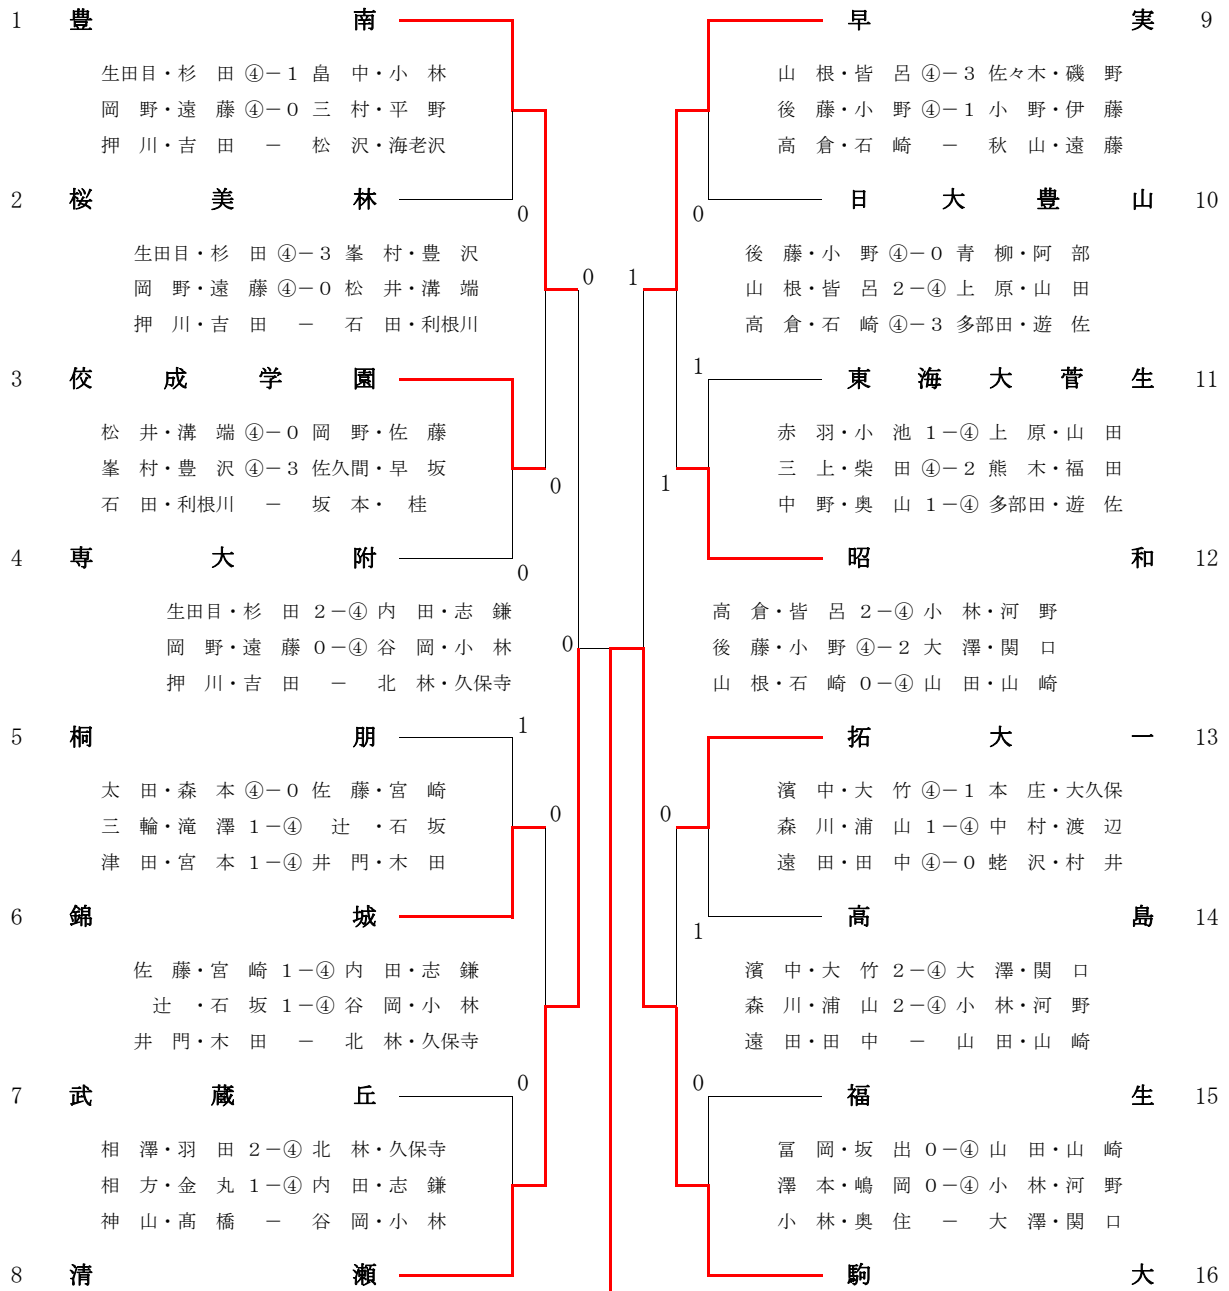 1 豊南
生田目・杉 田 ④－1 畠 中・小 林
岡 野・遠 藤 ④－0 三 村・平 野
押 川・吉 田 － 松 沢・海老沢
2 桜美林
0
生田目・杉 田 ④－3 峯 村・豊 沢
岡 野・遠 藤 ④－0 松 井・溝 端
押 川・吉 田 － 石 田・利根川
0
3 佼成学園
松 井・溝 端 ④－0 岡 野・佐 藤
峯 村・豊 沢 ④－3 佐久間・早 坂
石 田・利根川 － 坂 本・ 桂
0
4 専大附
0
生田目・杉 田 2－④ 内 田・志 鎌
岡 野・遠 藤 0－④ 谷 岡・小 林
押 川・吉 田 － 北 林・久保寺
0
5 桐朋
1
太 田・森 本 ④－0 佐 藤・宮 崎
三 輪・滝 澤 1－④ 辻 ・石 坂
津 田・宮 本 1－④ 井 門・木 田
0
6 錦城
佐 藤・宮 崎 1－④ 内 田・志 鎌
辻 ・石 坂 1－④ 谷 岡・小 林
井 門・木 田 － 北 林・久保寺
7 武蔵丘
0
相 澤・羽 田 2－④ 北 林・久保寺
相 方・金 丸 1－④ 内 田・志 鎌
神 山・髙 橋 － 谷 岡・小 林
8 清瀬
早実 9
山 根・皆 呂 ④－3 佐々木・磯 野
後 藤・小 野 ④－1 小 野・伊 藤
高 倉・石 崎 － 秋 山・遠 藤
日大豊山 10
0
後 藤・小 野 ④－0 青 柳・阿 部
山 根・皆 呂 2－④ 上 原・山 田
高 倉・石 崎 ④－3 多部田・遊 佐
1
1
東海大菅生 11
赤 羽・小 池 1－④ 上 原・山 田
三 上・柴 田 ④－2 熊 木・福 田
中 野・奥 山 1－④ 多部田・遊 佐
1
昭和 12
高 倉・皆 呂 2－④ 小 林・河 野
後 藤・小 野 ④－2 大 澤・関 口
山 根・石 崎 0－④ 山 田・山 崎
拓大一 13
濱 中・大 竹 ④－1 本 庄・大久保
森 川・浦 山 1－④ 中 村・渡 辺
遠 田・田 中 ④－0 蛯 沢・村 井
0
高島 14
1
濱 中・大 竹 2－④ 大 澤・関 口
森 川・浦 山 2－④ 小 林・河 野
遠 田・田 中 － 山 田・山 崎
0
福生 15
冨 岡・坂 出 0－④ 山 田・山 崎
澤 本・嶋 岡 0－④ 小 林・河 野
小 林・奥 住 － 大 澤・関 口
駒大 16